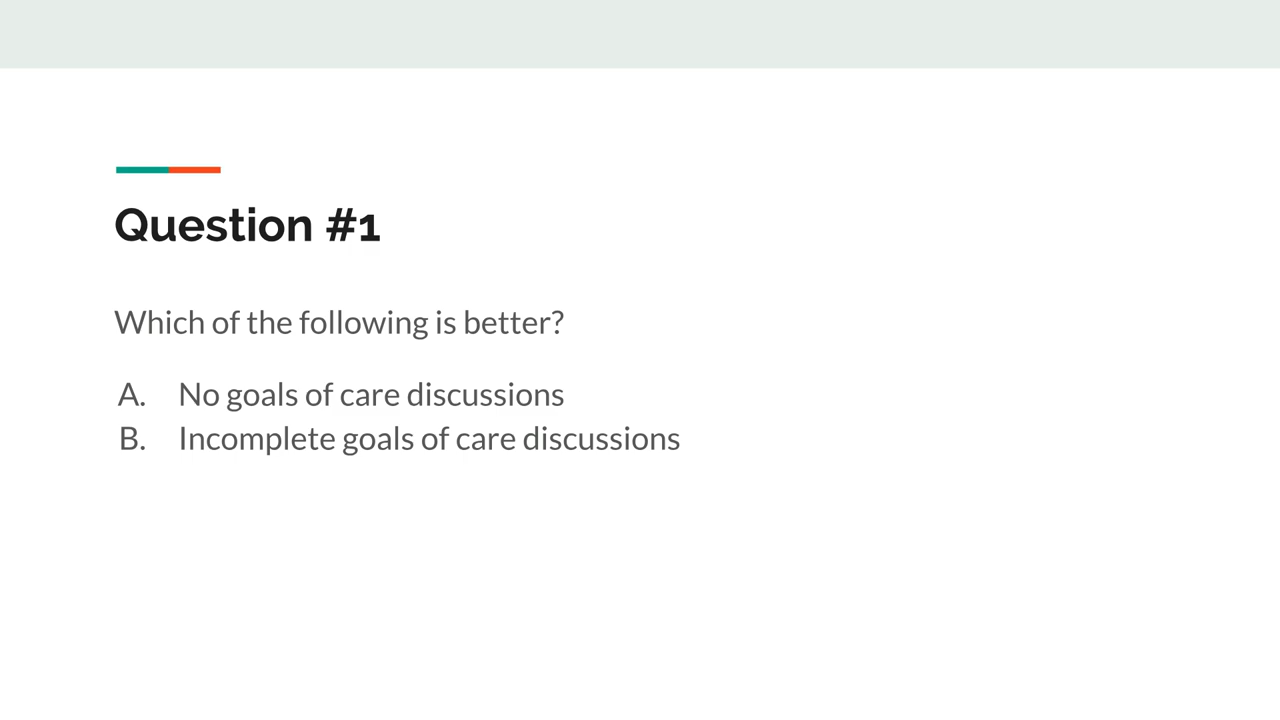 Question #1
Which of the following is better?
A. No goals of care discussions
B. Incomplete goals of care discussions